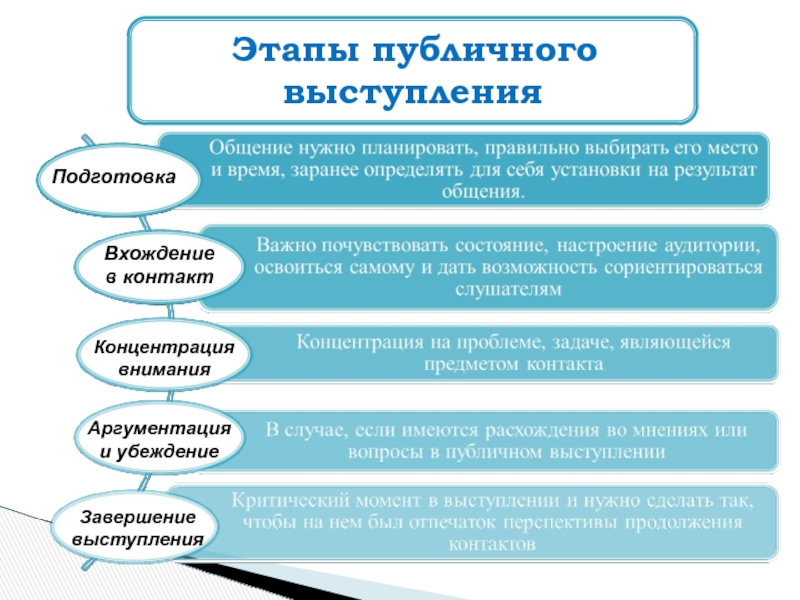 Этапы публичного
выступления
Подготовка
Общение нужно планировать, правильно выбирать его место
и время, заранее определять для себя установки на результат
общения.
Вхождение
в контакт
Важно почувствовать состояние, настроение аудитории,
освоиться самому и дать возможность сориентироваться
слушателям
Концентрация
внимания
Концентрация на проблеме, задаче, являющейся
предметом контакта
Аргументация
и убеждение
В случае, если имеются расхождения во мнениях или
вопросы в публичном выступлении
Завершение
выступления
Критический момент в выступлении и нужно сделать так,
чтобы на нем был отпечаток перспективы продолжения
контактов